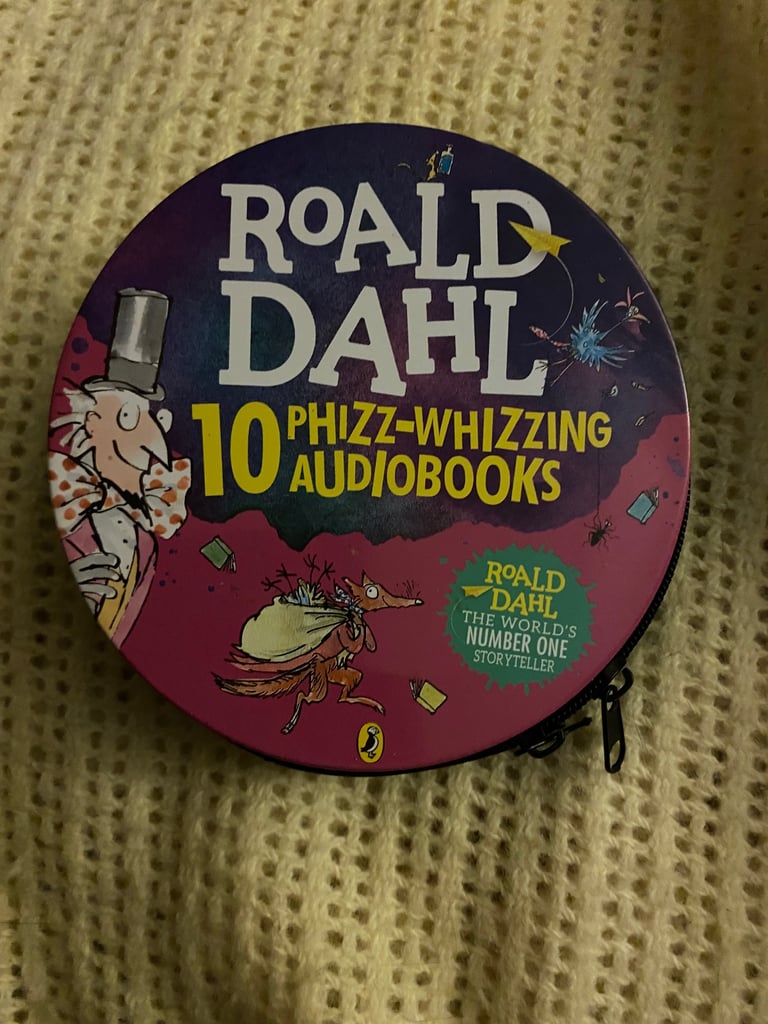 ROALD
DAHL
10 PHIZZ-WHIZZING
AUDIOBOOKS
ROALD
DAHL
THE WORLD'S
NUMBER ONE
STORYTELLER